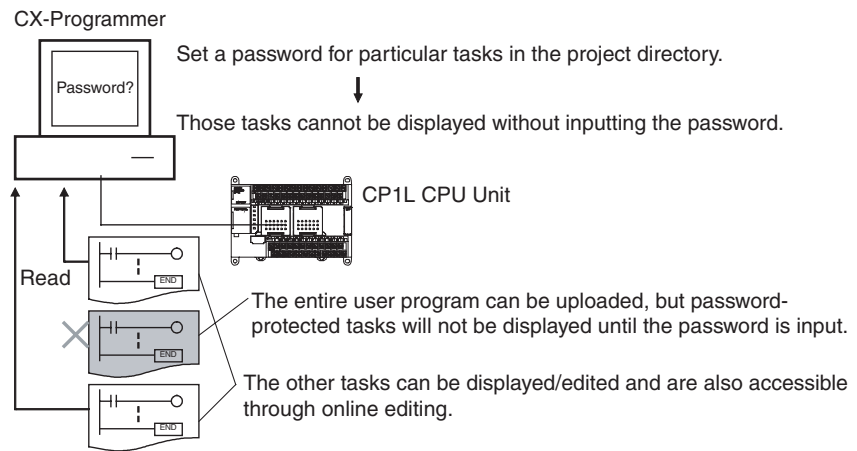 CX-Programmer
Password?
Set a password for particular tasks in the project directory.
Those tasks cannot be displayed without inputting the password.
CP1L CPU Unit
Read
END
The entire user program can be uploaded, but password-
protected tasks will not be displayed until the password is input.
END
The other tasks can be displayed/edited and are also accessible
through online editing.
END